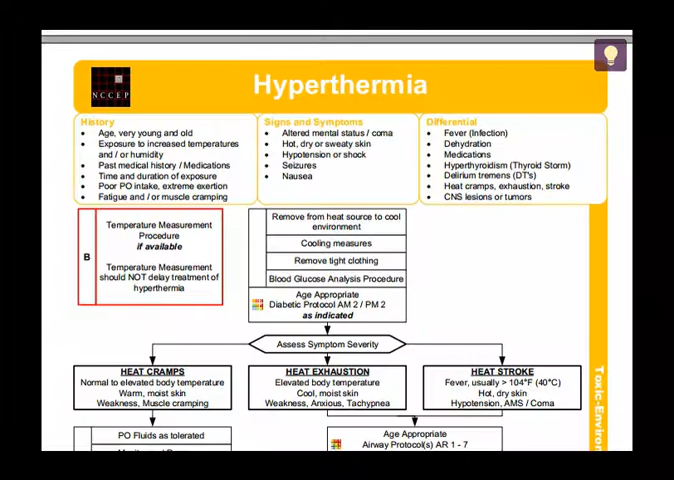 Hyperthermia
NCCEP
History
Age, very young and old
Exposure to increased temperatures
and / or humidity
Past medical history / Medications
Time and duration of exposure
Poor PO intake, extreme exertion
Fatigue and / or muscle cramping
Signs and Symptoms
Altered mental status / coma
Hot, dry or sweaty skin
Hypotension or shock
Seizures
Nausea
Differential
Fever (Infection)
Dehydration
Medications
Hyperthyroidism (Thyroid Storm)
Delirium tremens (DT's)
Heat cramps, exhaustion, stroke
CNS lesions or tumors
B
Temperature Measurement
Procedure
if available
Temperature Measurement
should NOT delay treatment of
hyperthermia
Remove from heat source to cool
environment
Cooling measures
Remove tight clothing
Blood Glucose Analysis Procedure
Age Appropriate
Diabetic Protocol AM 2 / PM 2
as indicated
Assess Symptom Severity
HEAT CRAMPS
Normal to elevated body temperature
Warm, moist skin
Weakness, Muscle cramping
HEAT EXHAUSTION
Elevated body temperature
Cool, moist skin
Weakness, Anxious, Tachypnea
HEAT STROKE
Fever, usually > 104°F (40°C)
Hot, dry skin
Hypotension, AMS / Coma
PO Fluids as tolerated
Age Appropriate
Airway Protocol(s) AR 1 - 7
Toxic-Environ